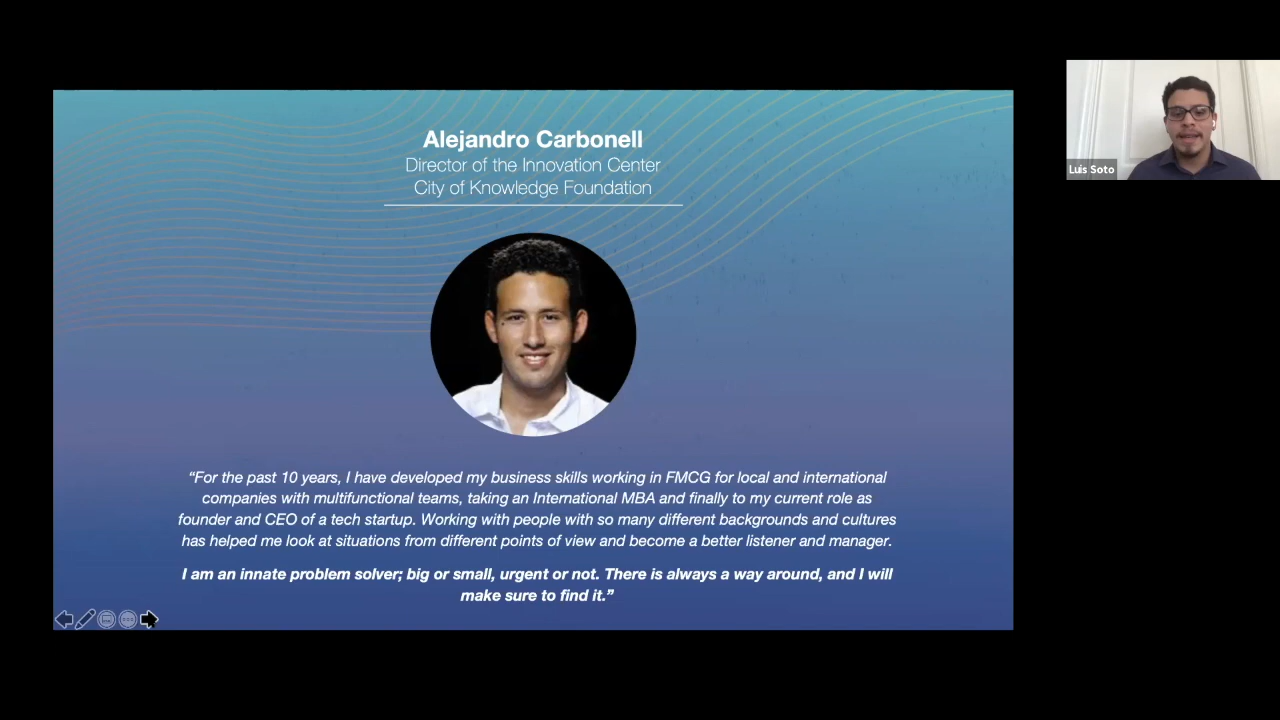 Alejandro Carbonell
Director of the Innovation Center
City of Knowledge Foundation
“For the past 10 years, I have developed my business skills working in FMCG for local and international
companies with multifunctional teams, taking an International MBA and finally to my current role as
founder and CEO of a tech startup. Working with people with so many different backgrounds and cultures
has helped me look at situations from different points of view and become a better listener and manager.
I am an innate problem solver; big or small, urgent or not. There is always a way around, and I will
make sure to find it.”
Luis Soto